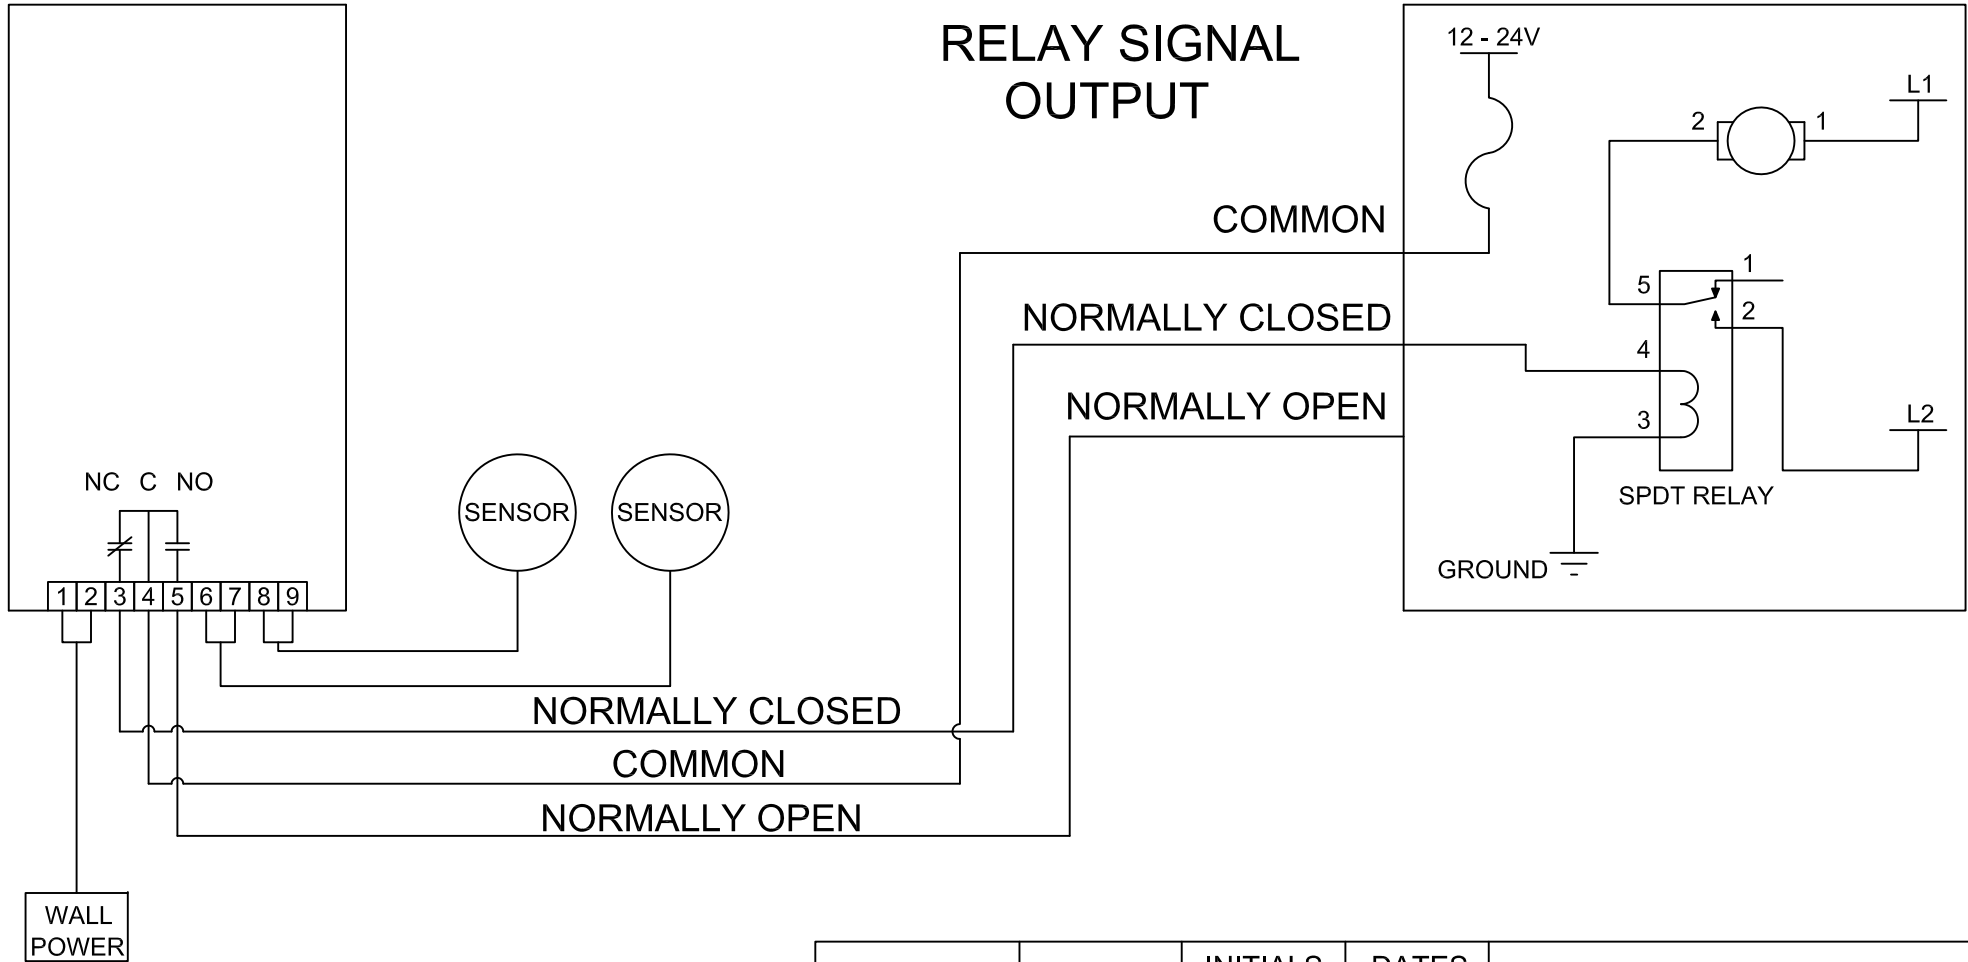 RELAY SIGNAL
OUTPUT
12 - 24V
L1
2
1
COMMON
5
1
NORMALLY CLOSED
2
4
NORMALLY OPEN
3
L2
SPDT RELAY
GROUND
NC C NO
SENSOR SENSOR
1 2 3 4 5 6 7 8 9
NORMALLY CLOSED
COMMON
NORMALLY OPEN
WALL
POWER
INITIALS DATES